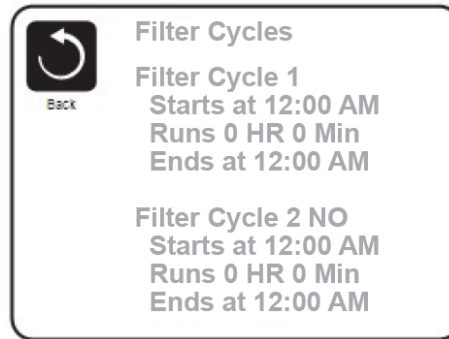 Filter Cycles
Back
Filter Cycle 1
Starts at 12:00 AM
Runs 0 HR 0 Min
Ends at 12:00 AM
Filter Cycle 2 NO
Starts at 12:00 AM
Runs 0 HR 0 Min
Ends at 12:00 AM